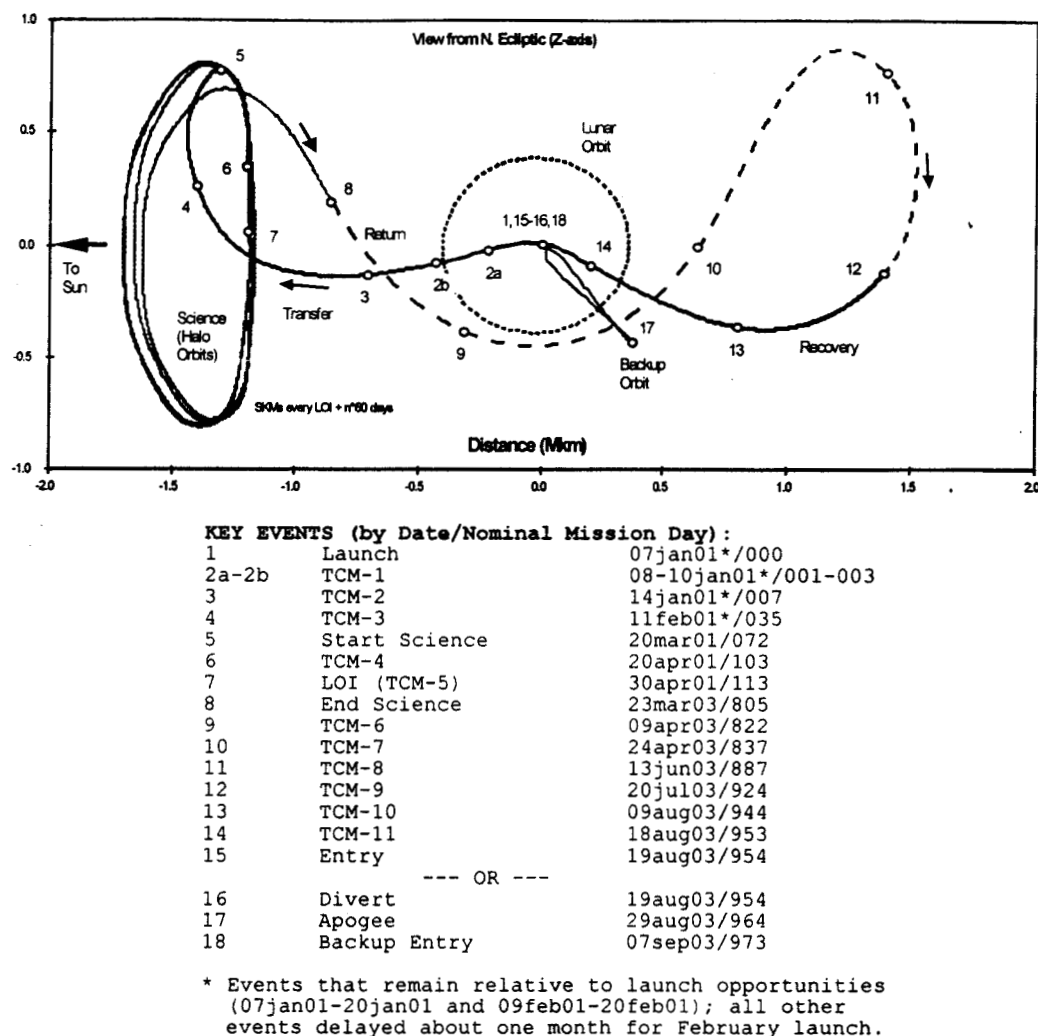 View from N. Ecliptic (Z-axis)
1.0
0.5
0.0
-0.5
-1.0
5
11
Lunar
Orbit
6
4
8
1,15-16,18
7
Return
14
To
Sun
2b
2a
10
12
3
Transfer
Science
(Halo
Orbits)
17
9
13
Recovery
Backup
Orbit
SKMs every LOI + n*60 days
Distance (Mkm)
-2.0 -1.5 -1.0 -0.5 0.0 0.5 1.0 1.5 2.0
KEY EVENTS (by Date/Nominal Mission Day):
1 Launch 07jan01*/000
2a-2b TCM-1 08-10jan01*/001-003
3 TCM-2 14jan01*/007
4 TCM-3 11feb01*/035
5 Start Science 20mar01/072
6 TCM-4 20apr01/103
7 LOI (TCM-5) 30apr01/113
8 End Science 23mar03/805
9 TCM-6 09apr03/822
10 TCM-7 24apr03/837
11 TCM-8 13jun03/887
12 TCM-9 20jul03/924
13 TCM-10 09aug03/944
14 TCM-11 18aug03/953
15 Entry 19aug03/954
--- OR ---
16 Divert 19aug03/954
17 Apogee 29aug03/964
18 Backup Entry 07sep03/973
* Events that remain relative to launch opportunities
(07jan01-20jan01 and 09feb01-20feb01); all other
events delayed about one month for February launch.